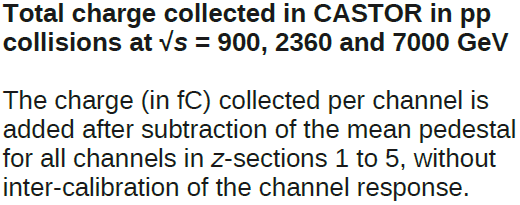 Total charge collected in CASTOR in pp
collisions at √s = 900, 2360 and 7000 GeV
The charge (in fC) collected per channel is
added after subtraction of the mean pedestal
for all channels in z-sections 1 to 5, without
inter-calibration of the channel response.